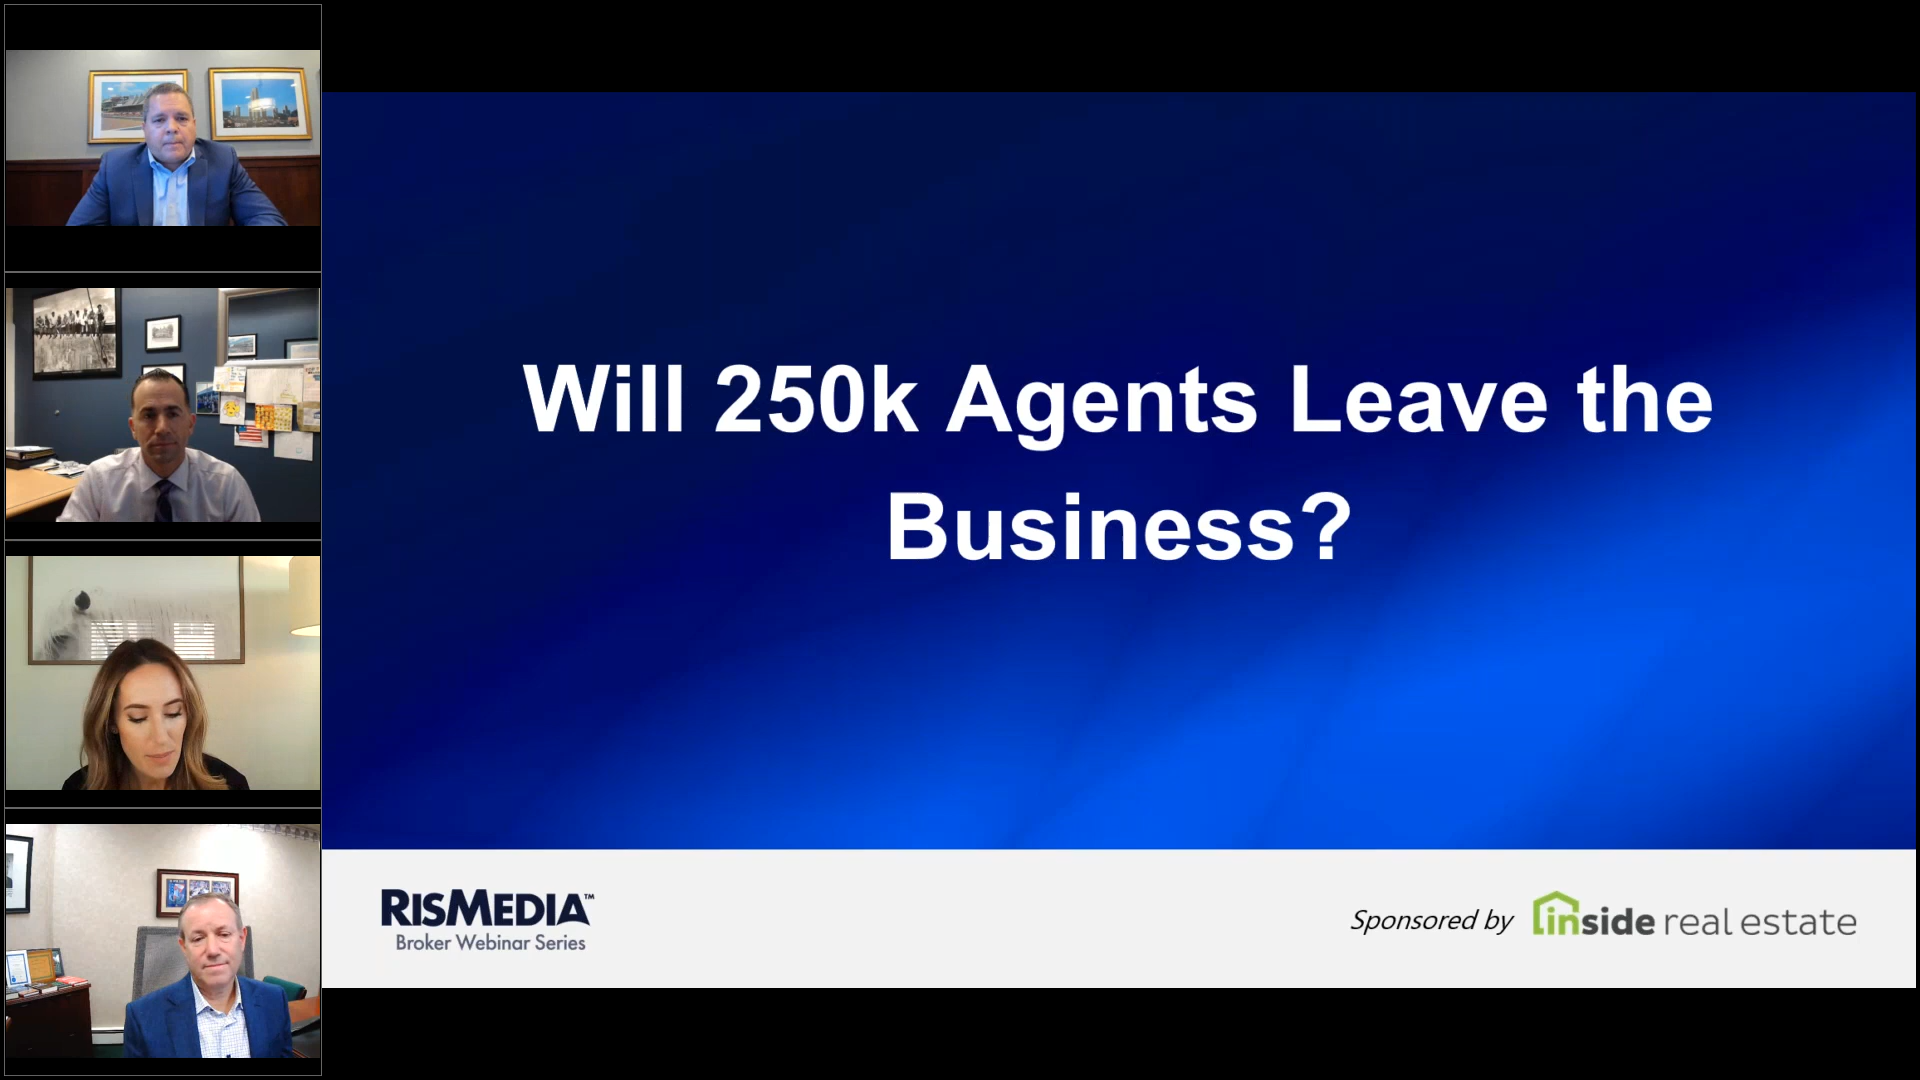 Will 250k Agents Leave the
Business?
RISMEDIA™
Broker Webinar Series
Sponsored by inside real estate